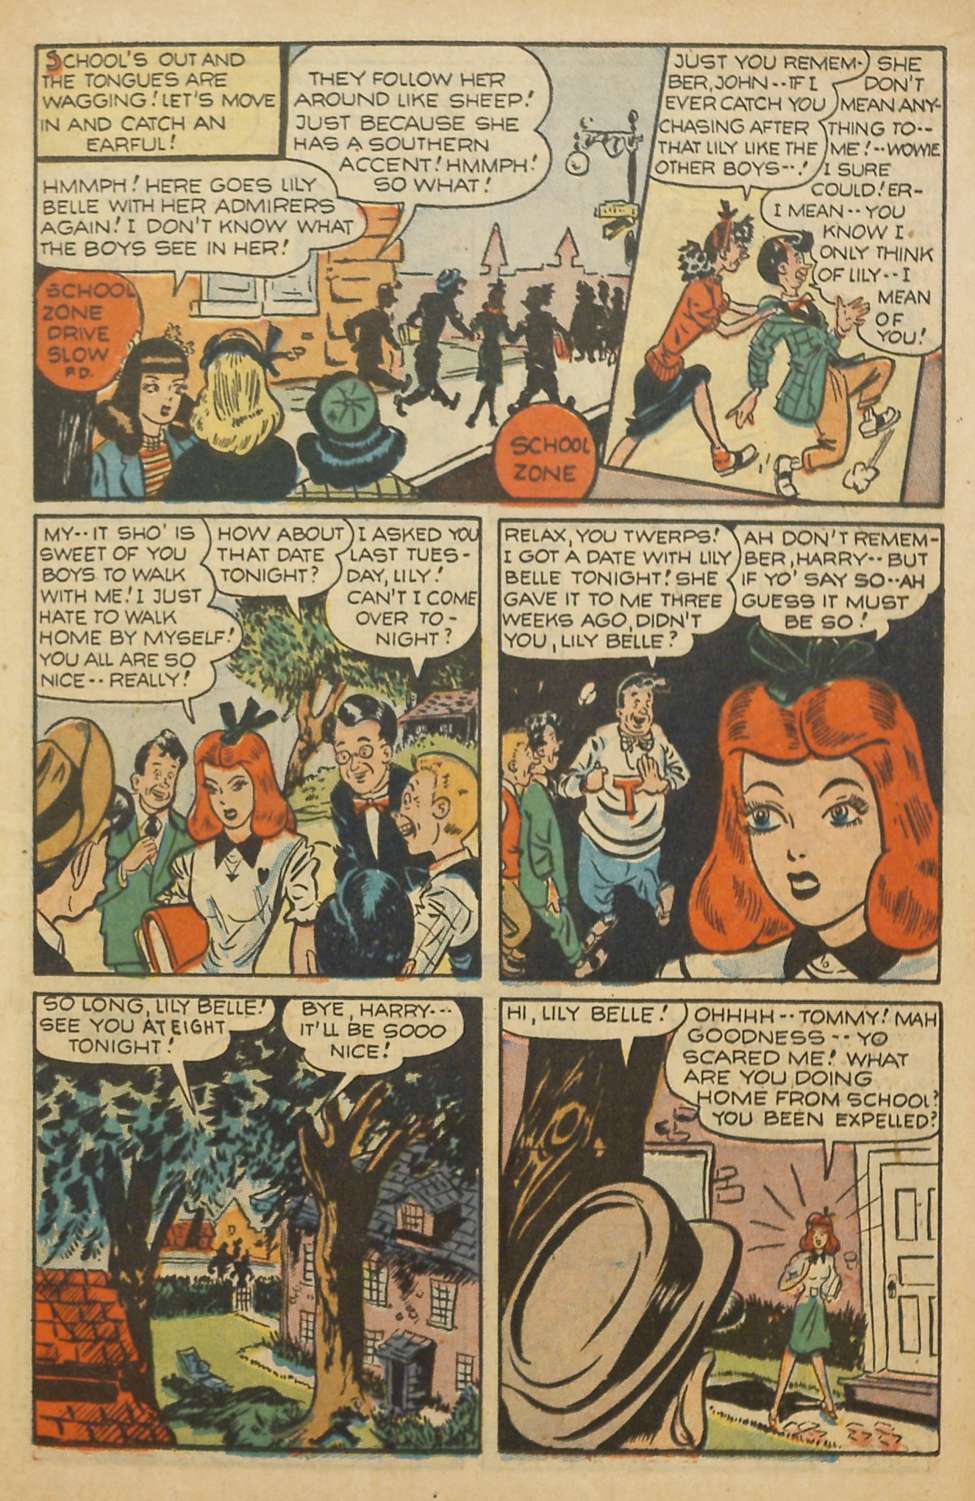 SCHOOL'S OUT AND
THE TONGUES ARE
WAGGING! LET'S MOVE
IN AND CATCH AN
EARFUL!
HMMPH! HERE GOES LILY
BELLE WITH HER ADMIRERS
AGAIN! I DON'T KNOW WHAT
THE BOYS SEE IN HER!
THEY FOLLOW HER
AROUND LIKE SHEEP!
JUST BECAUSE SHE
HAS A SOUTHERN
ACCENT! HMMPH!
SO WHAT!
SCHOOL
ZONE
DRIVE
SLOW
P.D.
SCHOOL
ZONE
JUST YOU REMEM-
BER, JOHN--IF I
EVER CATCH YOU
CHASING AFTER
THAT LILY LIKE THE
OTHER BOYS--!
SHE
DON'T
MEAN ANY-
THING TO--
ME!--WOWIE
I SURE
COULD! ER-
I MEAN--YOU
KNOW I
ONLY THINK
OF LILY--I
MEAN
OF
YOU!
MY--IT SHO' IS
SWEET OF YOU
BOYS TO WALK
WITH ME! I JUST
HATE TO WALK
HOME BY MYSELF!
YOU ALL ARE SO
NICE--REALLY!
HOW ABOUT
THAT DATE
TONIGHT?
I ASKED YOU
LAST TUES-
DAY, LILY!
CAN'T I COME
OVER TO-
NIGHT?
RELAX, YOU TWERPS!
I GOT A DATE WITH LILY
BELLE TONIGHT! SHE
GAVE IT TO ME THREE
WEEKS AGO, DIDN'T
YOU, LILY BELLE?
T
AH DON'T REMEM-
BER, HARRY--BUT
IF YO' SAY SO--AH
GUESS IT MUST
BE SO!
SO LONG, LILY BELLE!
SEE YOU AT EIGHT
TONIGHT!
BYE, HARRY---
IT'LL BE SOOO
NICE!
HI, LILY BELLE!
OHHHH--TOMMY! MAH
GOODNESS--YO
SCARED ME! WHAT
ARE YOU DOING
HOME FROM SCHOOL?
YOU BEEN EXPELLED?